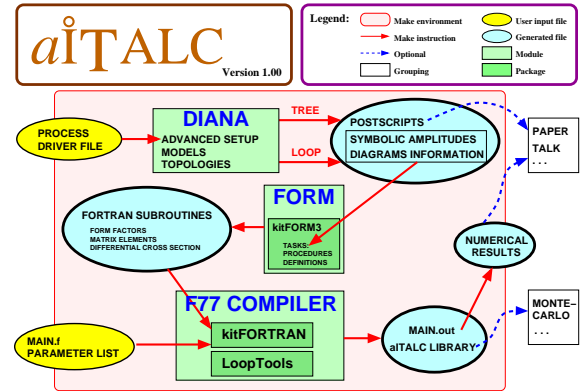 aİTALC
Version 1.00
Legend:
Make environment
Make instruction
Optional
Grouping
User input file
Generated file
Module
Package
PROCESS
DRIVER FILE
DIANA
ADVANCED SETUP
MODELS
TOPOLOGIES
TREE
LOOP
POSTSCRIPTS
SYMBOLIC AMPLITUDES
DIAGRAMS INFORMATION
PAPER
TALK
...
FORTRAN SUBROUTINES
FORM FACTORS
MATRIX ELEMENTS
DIFFERENTIAL CROSS SECTION
FORM
kitFORM3
TASKS:
PROCEDURES
DEFINITIONS
NUMERICAL
RESULTS
MAIN.f
PARAMETER LIST
F77 COMPILER
kitFORTRAN
LoopTools
MAIN.out
aITALC LIBRARY
MONTE-
CARLO
...